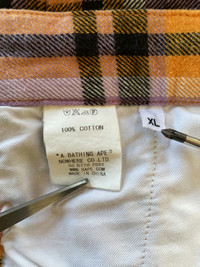 100% COTTON
"A BATHING APE"
NOWHERE CO.LTD.
WWW.BAPE.COM
MADE IN CHINA
XL